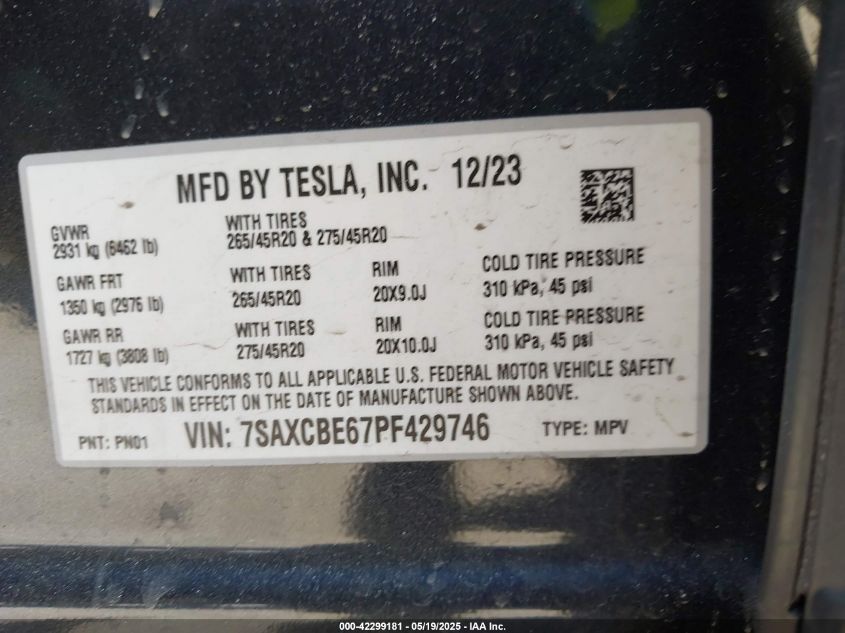 MFD BY TESLA, INC. 12/23
GVWR
2931 kg (6462 lb)
WITH TIRES
265/45R20 & 275/45R20
GAWR FRT
1350 kg (2976 lb)
WITH TIRES
265/45R20
RIM
20X9.0J
COLD TIRE PRESSURE
310 kPa, 45 psi
GAWR RR
1727 kg (3808 lb)
WITH TIRES
275/45R20
RIM
20X10.0J
COLD TIRE PRESSURE
310 kPa, 45 psi
THIS VEHICLE CONFORMS TO ALL APPLICABLE U.S. FEDERAL MOTOR VEHICLE SAFETY
STANDARDS IN EFFECT ON THE DATE OF MANUFACTURE SHOWN ABOVE.
PNT: PN01 VIN: 7SAXCBE67PF429746 TYPE: MPV
000-42299181 - 05/19/2025 - IAA Inc.